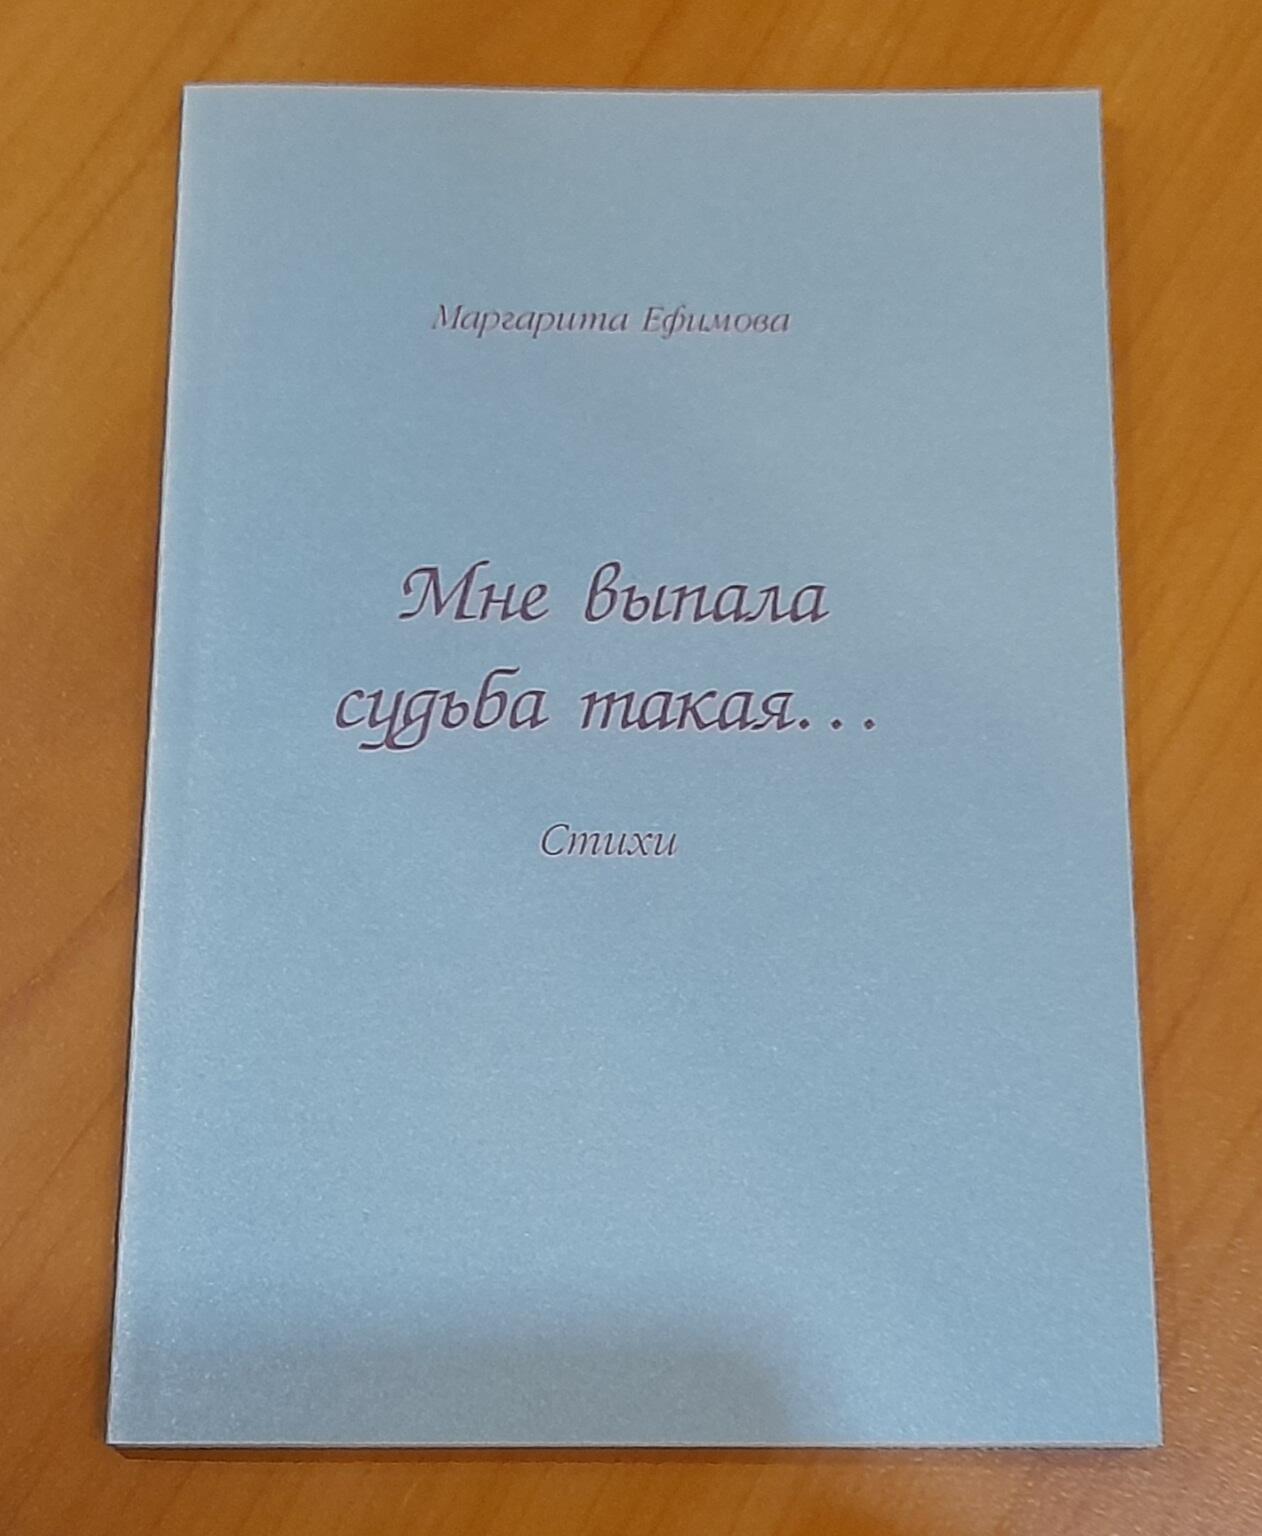 Маргарита Ефимова
Мне выпала
судьба такая...
Стихи